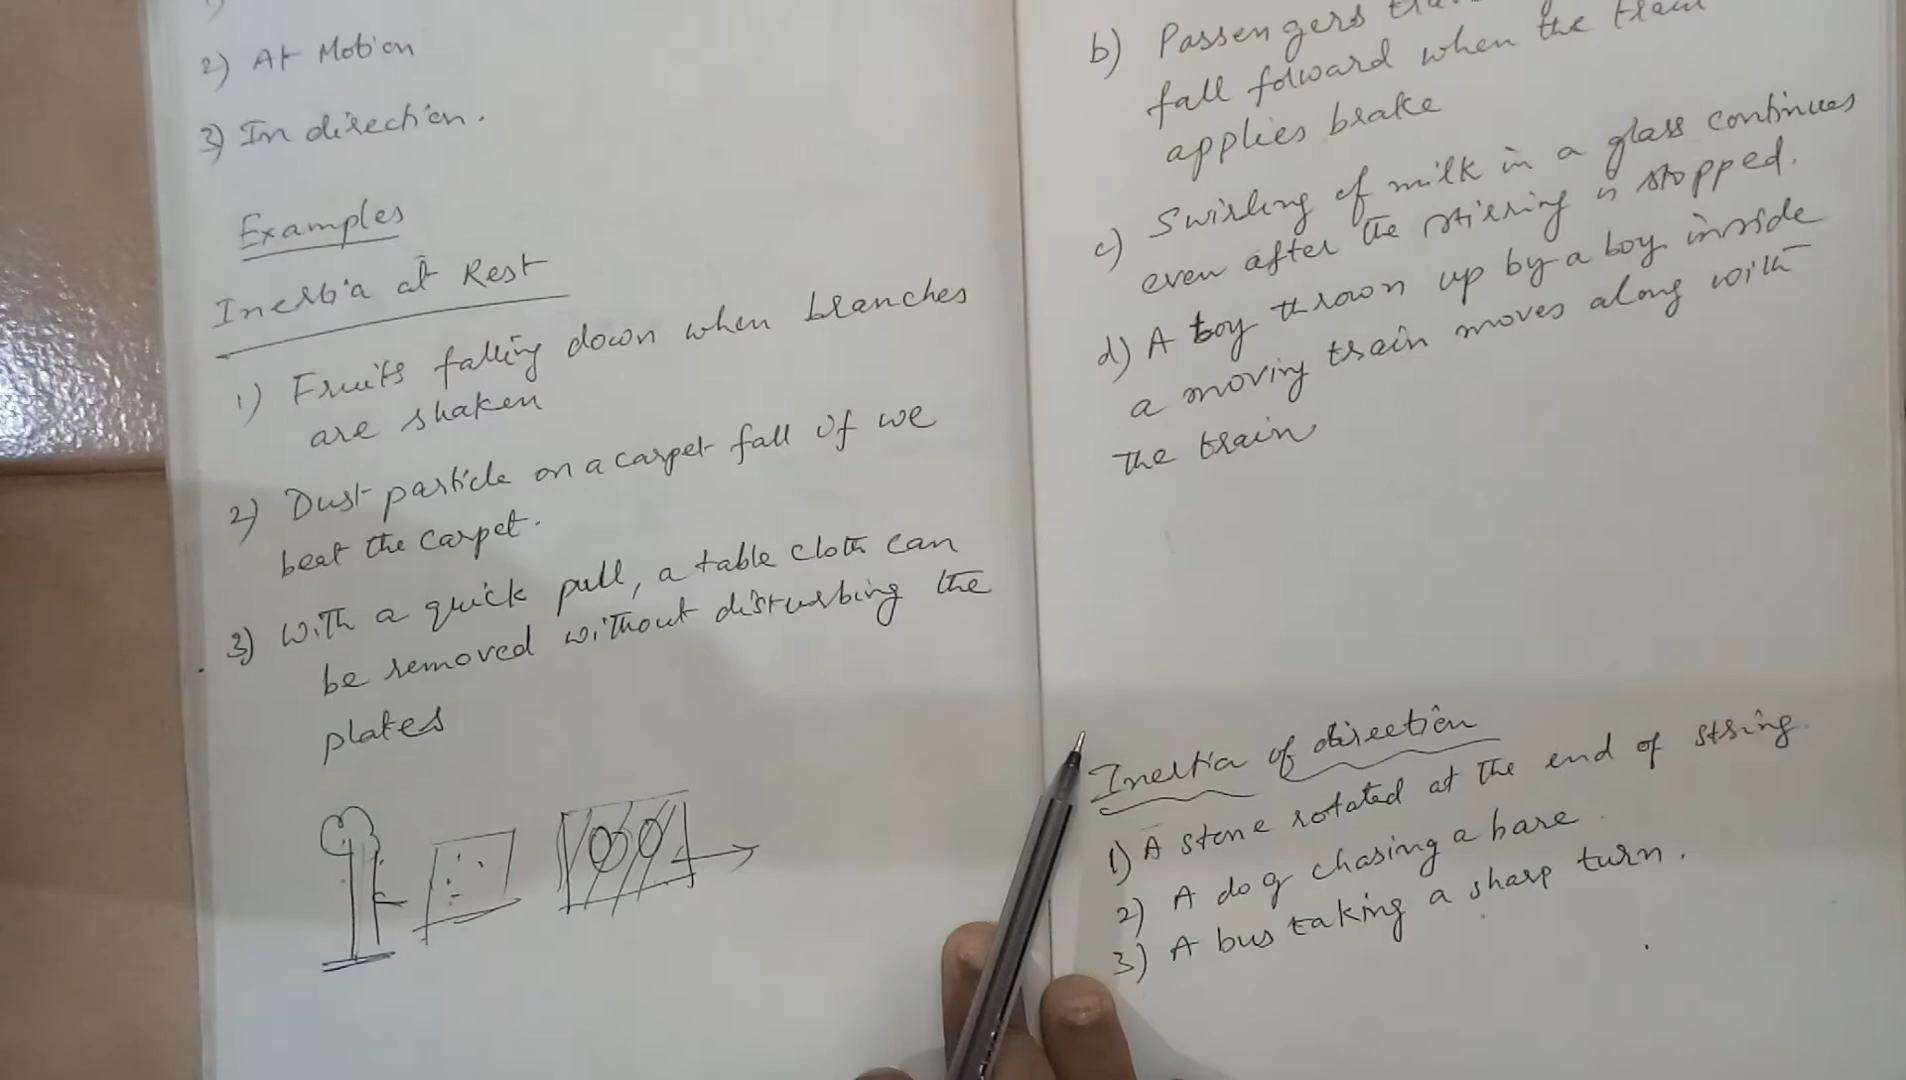 2) At Motion
3) In direction.
Examples
Inertia at Rest
1) Fruits falling down when branches
are shaken
2) Dust particle on a carpet fall if we
beat the carpet.
3) With a quick pull, a table cloth can
be removed without disturbing the
plates
b) Passengers
fall forward when the train
applies brake
c) Swirling of milk in a glass continues
even after the stirring is stopped.
d) A toy thrown up by a boy inside
a moving train moves along with
the train
Inertia of direction
1) A stone rotated at the end of string
2) A dog chasing a hare
3) A bus taking a sharp turn.